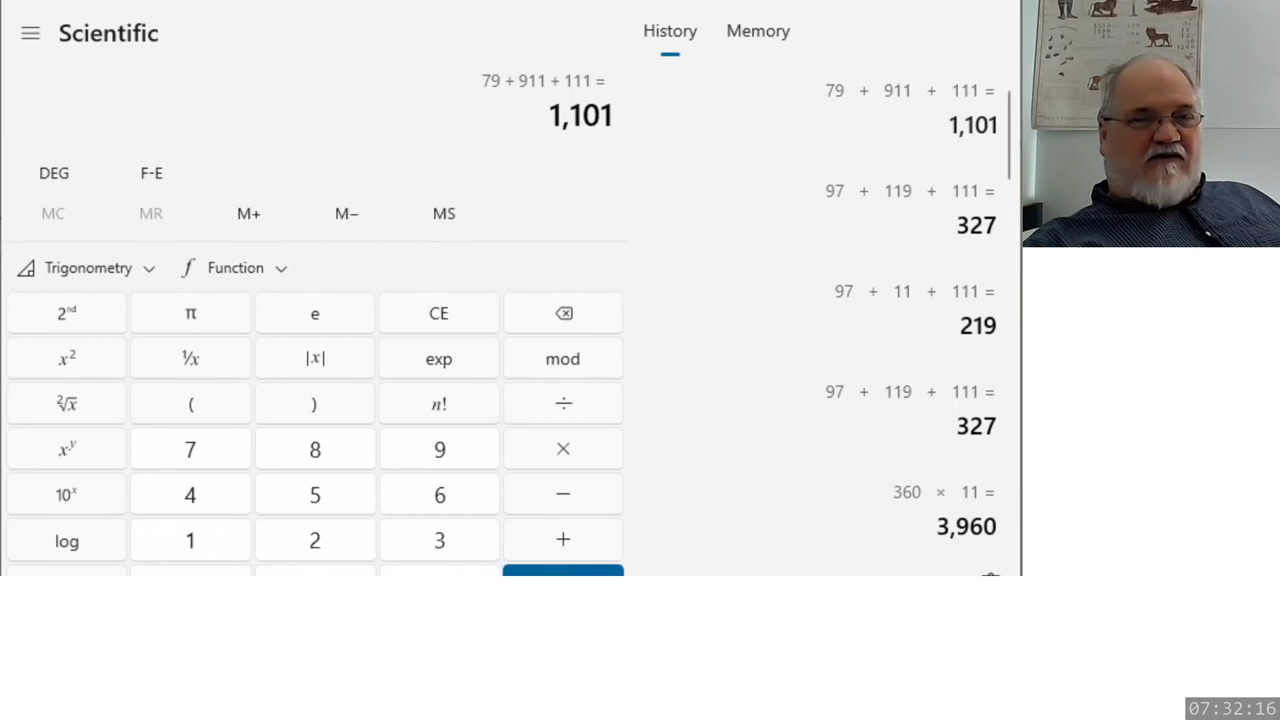 Scientific
79 + 911 + 111 =
1,101
DEG F-E
MC MR M+ M− MS
Trigonometry f Function
2nd π e CE
x² ¹/x |x| exp mod
²√x ( ) n! ÷
xʸ 7 8 9 ×
10ˣ 4 5 6 −
log 1 2 3 +
History Memory
79 + 911 + 111 =
1,101
97 + 119 + 111 =
327
97 + 11 + 111 =
219
97 + 119 + 111 =
327
360 × 11 =
3,960
07:32:16